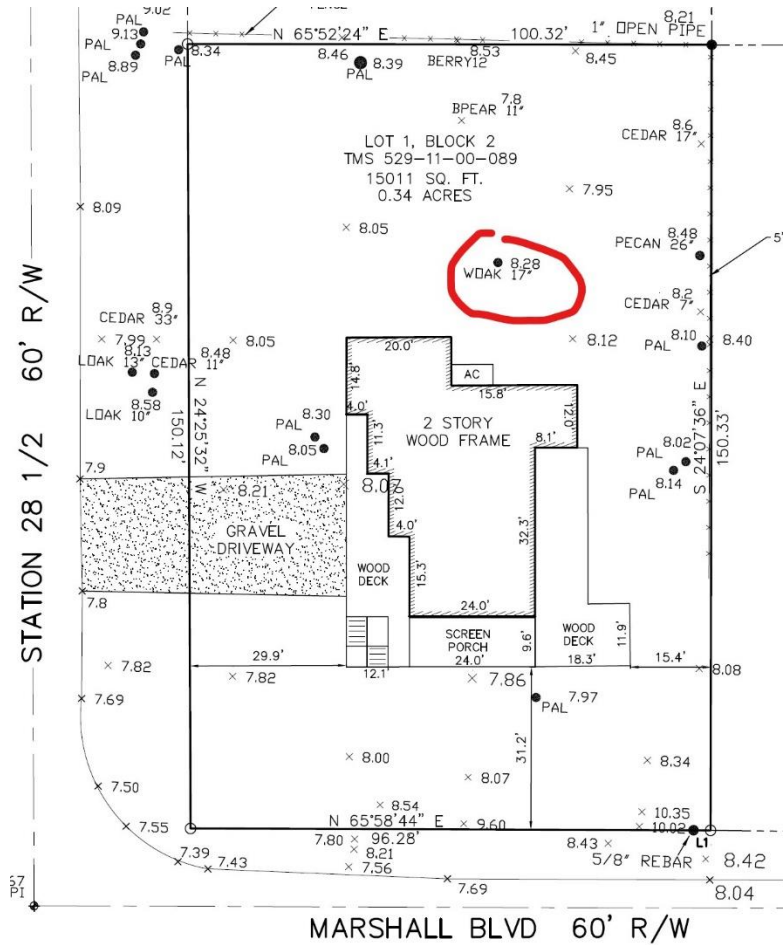 9.02
PAL
9.13
PAL
8.89
PAL
PAL
8.34
N 65°52'24" E
100.32'
1" OPEN PIPE
8.21
8.46
8.39
PAL
BERRY12
8.53
8.45
7.8
BPEAR 11"
LOT 1, BLOCK 2
TMS 529-11-00-089
15011 SQ. FT.
0.34 ACRES
8.6
CEDAR 17"
7.95
8.09
8.05
8.48
PECAN 26"
5'
8.28
WOAK 17"
8.2
CEDAR 7"
8.9
CEDAR 33"
7.99
8.05
8.12
8.10
PAL
8.40
8.13
8.48
LOAK 13"
CEDAR 11"
8.58
LOAK 10"
20.0'
AC
15.8'
14.8'
4.0'
12.0'
2 STORY
WOOD FRAME
8.30
PAL
8.05
PAL
11.3'
8.1'
8.02
PAL
8.14
PAL
4.1'
12.0'
4.0'
N 24°25'32" W
150.12'
S 24°07'36" E
150.33'
STATION 28 1/2 60' R/W
7.9
8.21
8.07
GRAVEL
DRIVEWAY
7.8
WOOD
DECK
15.3'
32.3'
24.0'
SCREEN
PORCH
24.0'
9.6'
WOOD
DECK
18.3'
11.9'
15.4'
29.9'
12.1'
7.82
7.82
7.86
8.08
7.69
PAL
7.97
31.2'
8.00
8.07
8.34
7.50
8.54
10.35
7.55
N 65°58'44" E
9.60
10.02
7.80
96.28'
8.43
L1
7.39
7.43
8.21
7.56
5/8" REBAR
8.42
7.69
8.04
PI
MARSHALL BLVD 60' R/W